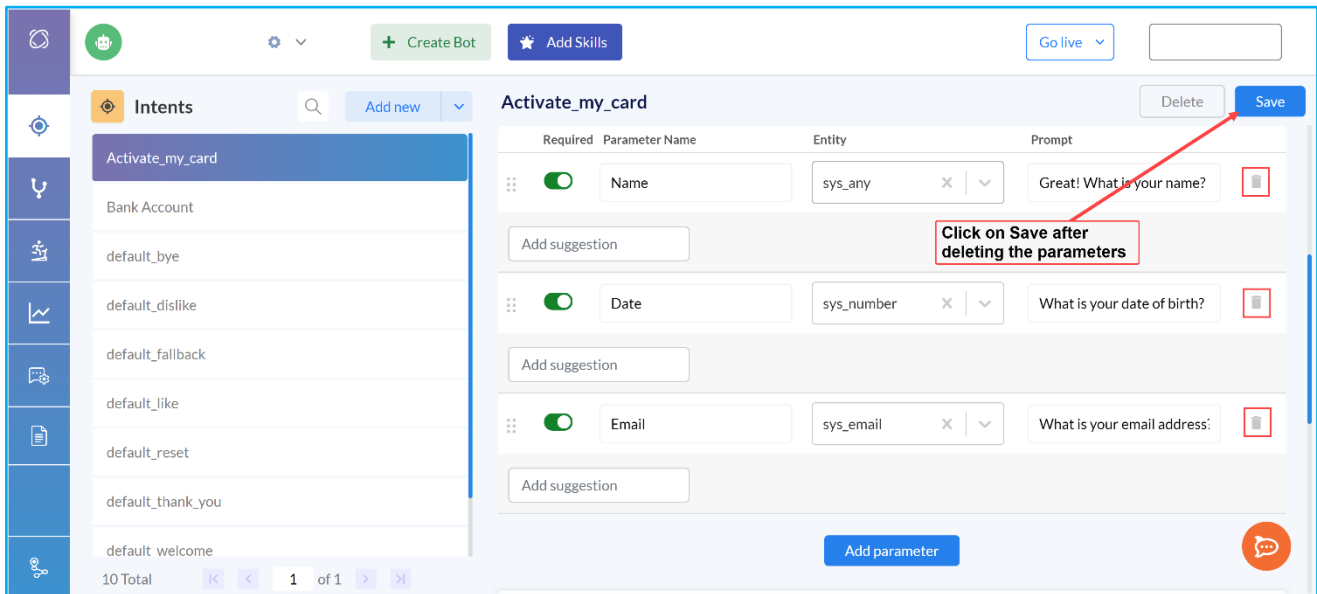 Create Bot
Add Skills
Go live
Intents
Add new
Activate_my_card
Delete
Save
Activate_my_card
Bank Account
default_bye
default_dislike
default_fallback
default_like
default_reset
default_thank_you
default_welcome
10 Total
1 of 1
Required Parameter Name Entity Prompt
Name sys_any Great! What is your name?
Click on Save after
deleting the parameters
Add suggestion
Date sys_number What is your date of birth?
Add suggestion
Email sys_email What is your email address?
Add suggestion
Add parameter